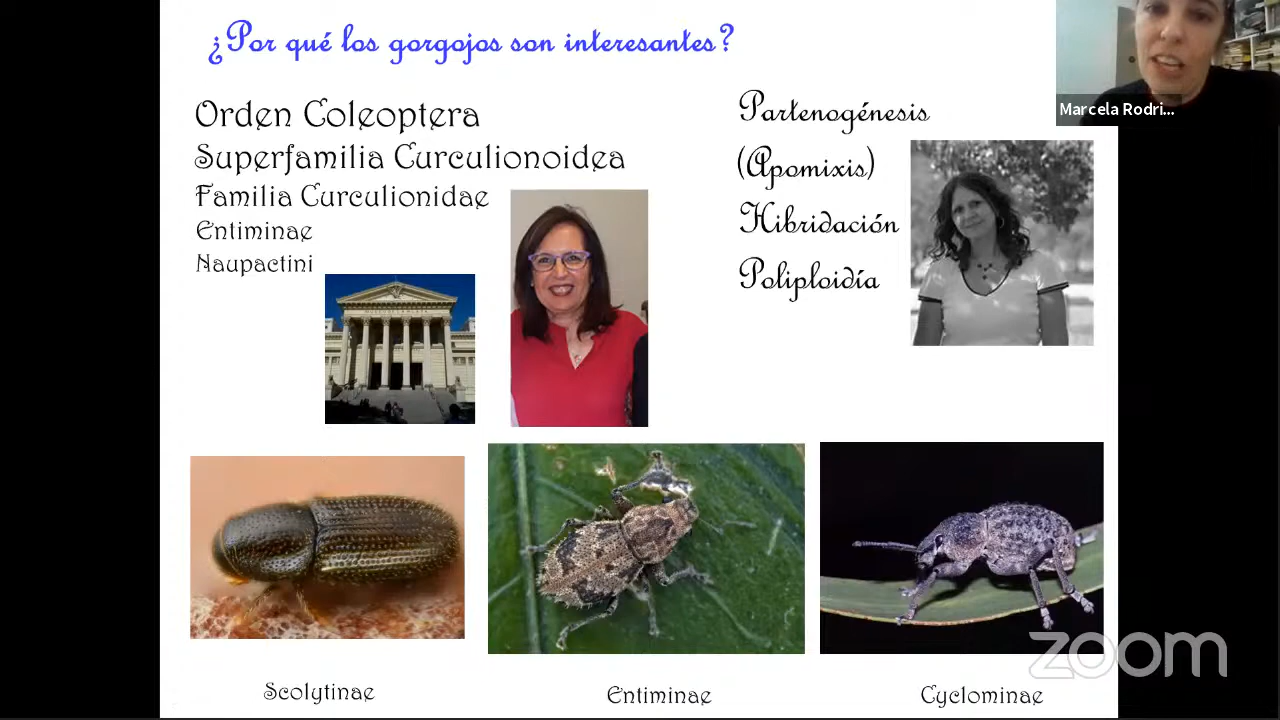 ¿Por qué los gorgojos son interesantes?
Orden Coleoptera
Superfamilia Curculionoidea
Familia Curculionidae
Entiminae
Naupactini
Partenogénesis
(Apomixis)
Hibridación
Poliploidía
Marcela Rodri...
Scolytinae
Entiminae
Cyclominae
zoom